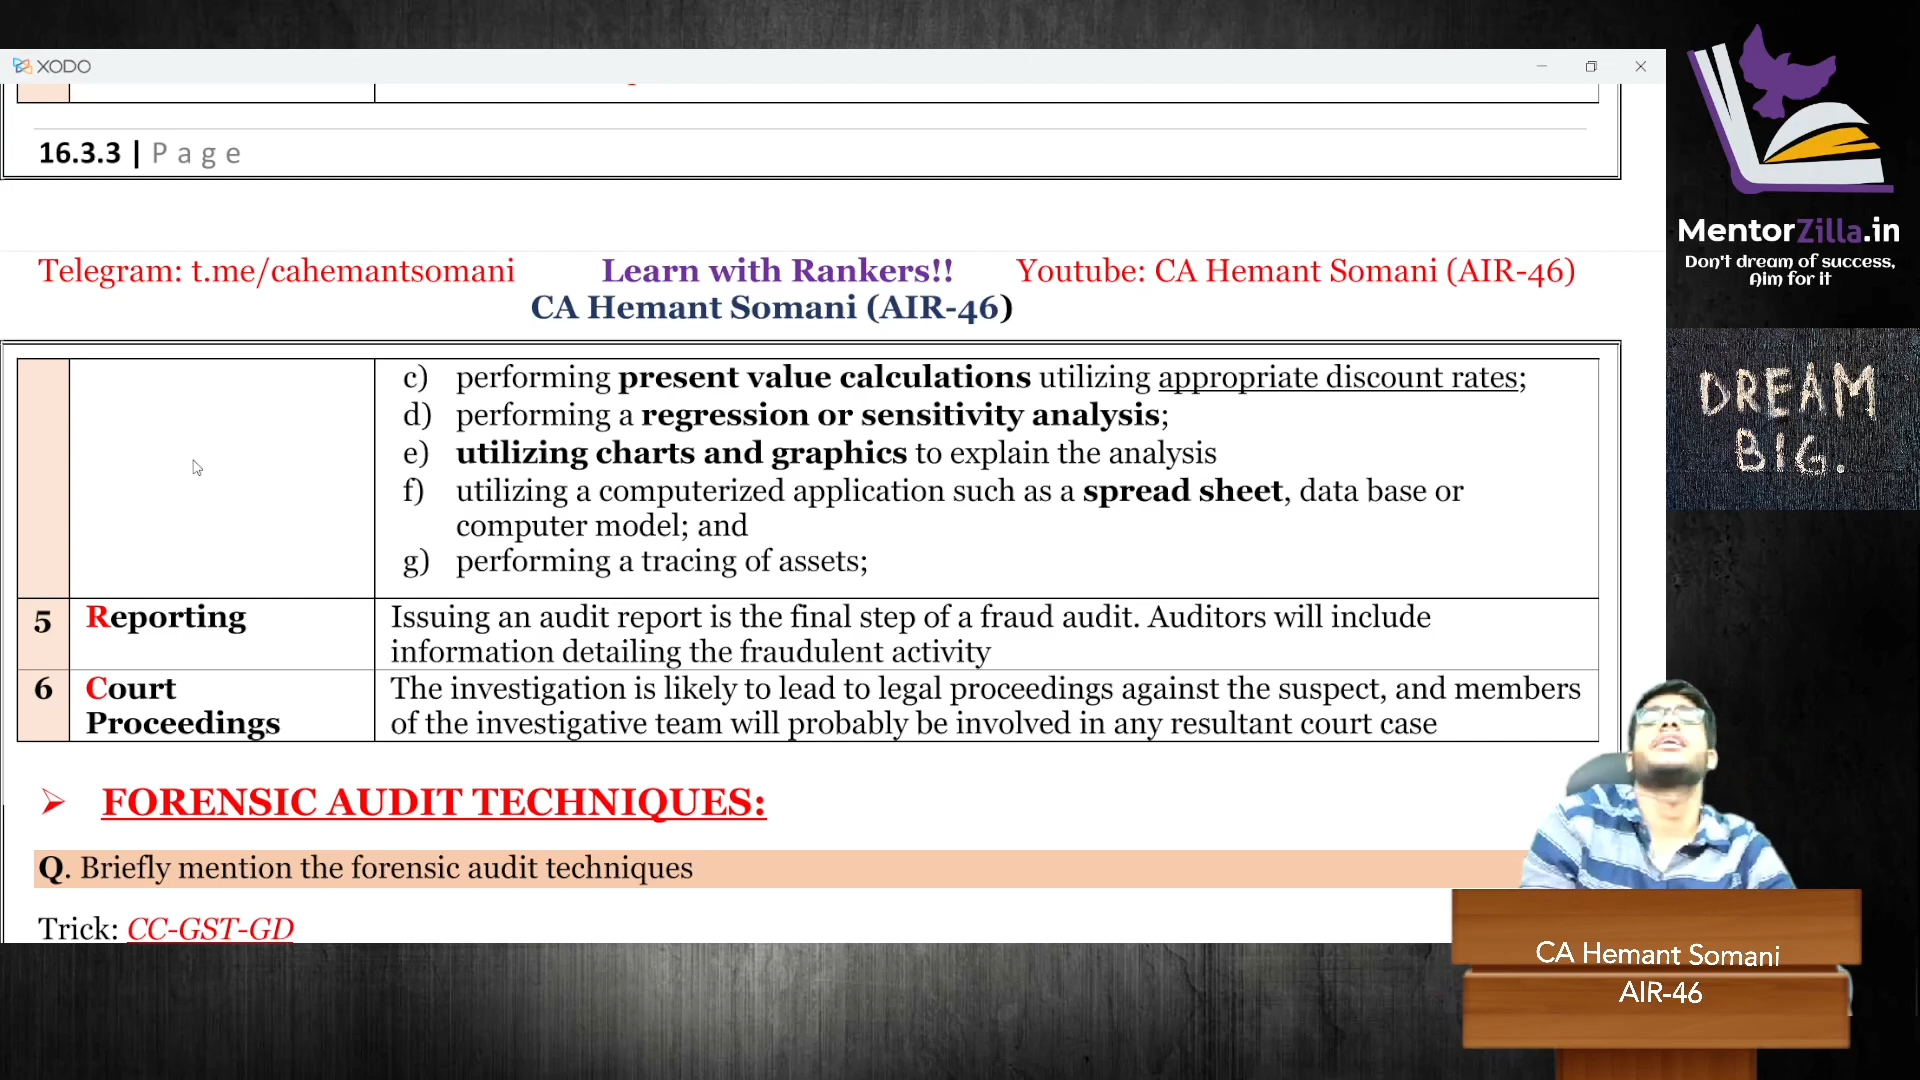 XODO
16.3.3 | Page
Telegram: t.me/cahemantsomani Learn with Rankers!! Youtube: CA Hemant Somani (AIR-46)
CA Hemant Somani (AIR-46)
c) performing present value calculations utilizing appropriate discount rates;
d) performing a regression or sensitivity analysis;
e) utilizing charts and graphics to explain the analysis
f) utilizing a computerized application such as a spread sheet, data base or
computer model; and
g) performing a tracing of assets;
5 Reporting Issuing an audit report is the final step of a fraud audit. Auditors will include
information detailing the fraudulent activity
6 Court The investigation is likely to lead to legal proceedings against the suspect, and members
Proceedings of the investigative team will probably be involved in any resultant court case
➢ FORENSIC AUDIT TECHNIQUES:
Q. Briefly mention the forensic audit techniques
Trick: CC-GST-GD
MentorZilla.in
Don't dream of success,
Aim for it
DREAM
BIG.
CA Hemant Somani
AIR-46